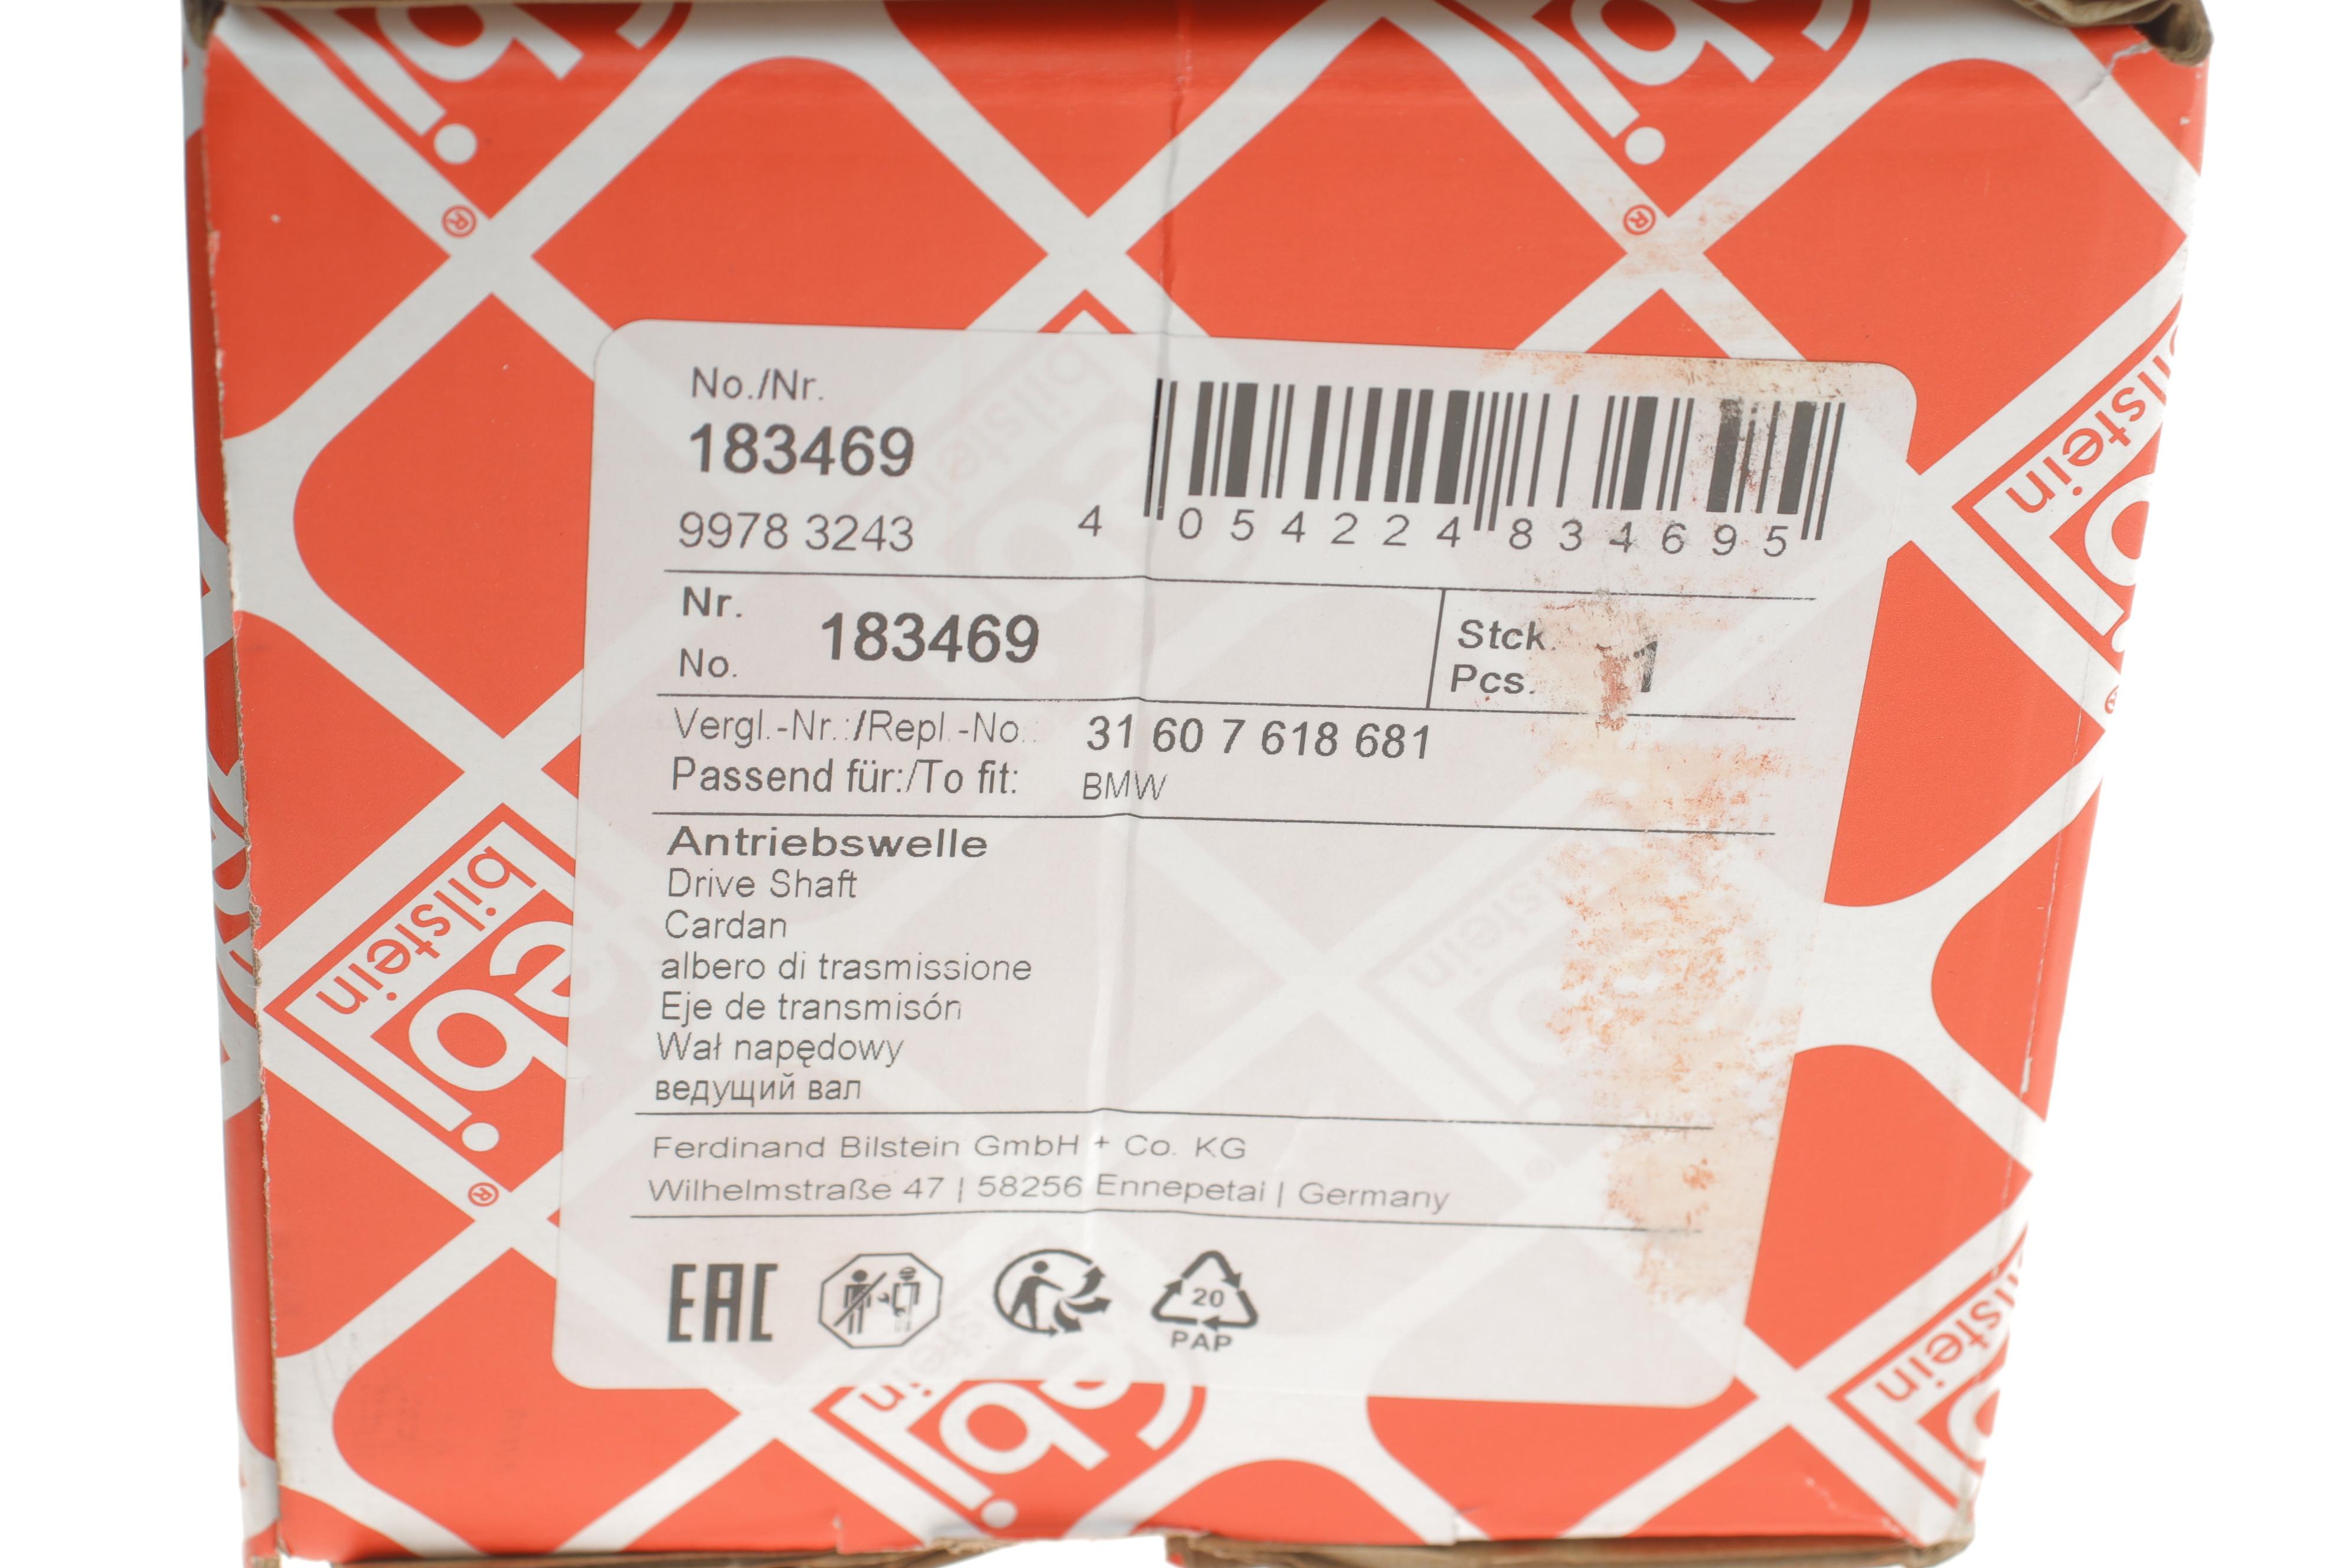 No./Nr.
183469
9978 3243
4 054224 834695
Nr.
No.
183469
Stck.
Pcs.
1
Vergl.-Nr.:/Repl.-No.: 31 60 7 618 681
Passend für:/To fit: BMW
Antriebswelle
Drive Shaft
Cardan
albero di trasmissione
Eje de transmisón
Wał napędowy
ведущий вал
Ferdinand Bilstein GmbH + Co. KG
Wilhelmstraße 47 | 58256 Ennepetal | Germany
EAC
20
PAP
febi
bilstein
®
®
bilstein
bilstein
®